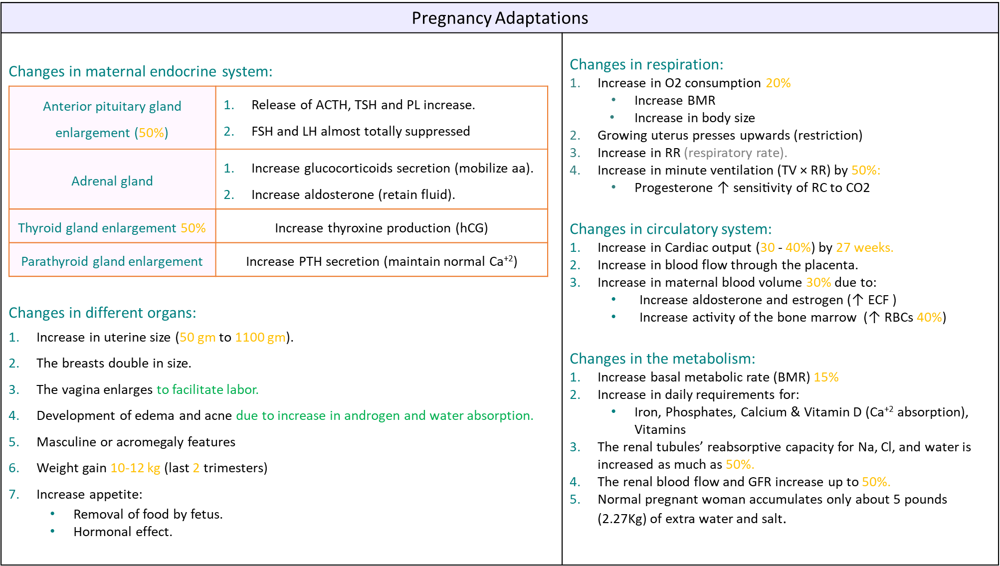 Pregnancy Adaptations
Changes in maternal endocrine system:
Anterior pituitary gland
enlargement (50%)
1. Release of ACTH, TSH and PL increase.
2. FSH and LH almost totally suppressed
Adrenal gland
1. Increase glucocorticoids secretion (mobilize aa).
2. Increase aldosterone (retain fluid).
Thyroid gland enlargement 50%
Increase thyroxine production (hCG)
Parathyroid gland enlargement
Increase PTH secretion (maintain normal Ca⁺²)
Changes in different organs:
1. Increase in uterine size (50 gm to 1100 gm).
2. The breasts double in size.
3. The vagina enlarges to facilitate labor.
4. Development of edema and acne due to increase in androgen and water absorption.
5. Masculine or acromegaly features
6. Weight gain 10-12 kg (last 2 trimesters)
7. Increase appetite:
• Removal of food by fetus.
• Hormonal effect.
Changes in respiration:
1. Increase in O2 consumption 20%
• Increase BMR
• Increase in body size
2. Growing uterus presses upwards (restriction)
3. Increase in RR (respiratory rate).
4. Increase in minute ventilation (TV × RR) by 50%:
• Progesterone ↑ sensitivity of RC to CO2
Changes in circulatory system:
1. Increase in Cardiac output (30 - 40%) by 27 weeks.
2. Increase in blood flow through the placenta.
3. Increase in maternal blood volume 30% due to:
• Increase aldosterone and estrogen (↑ ECF )
• Increase activity of the bone marrow (↑ RBCs 40%)
Changes in the metabolism:
1. Increase basal metabolic rate (BMR) 15%
2. Increase in daily requirements for:
• Iron, Phosphates, Calcium & Vitamin D (Ca⁺² absorption),
Vitamins
3. The renal tubules’ reabsorptive capacity for Na, Cl, and water is
increased as much as 50%.
4. The renal blood flow and GFR increase up to 50%.
5. Normal pregnant woman accumulates only about 5 pounds
(2.27Kg) of extra water and salt.